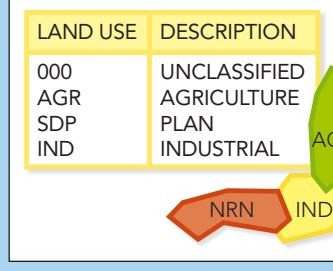 LAND USE DESCRIPTION
000 UNCLASSIFIED
AGR AGRICULTURE
SDP PLAN
IND INDUSTRIAL
NRN IND